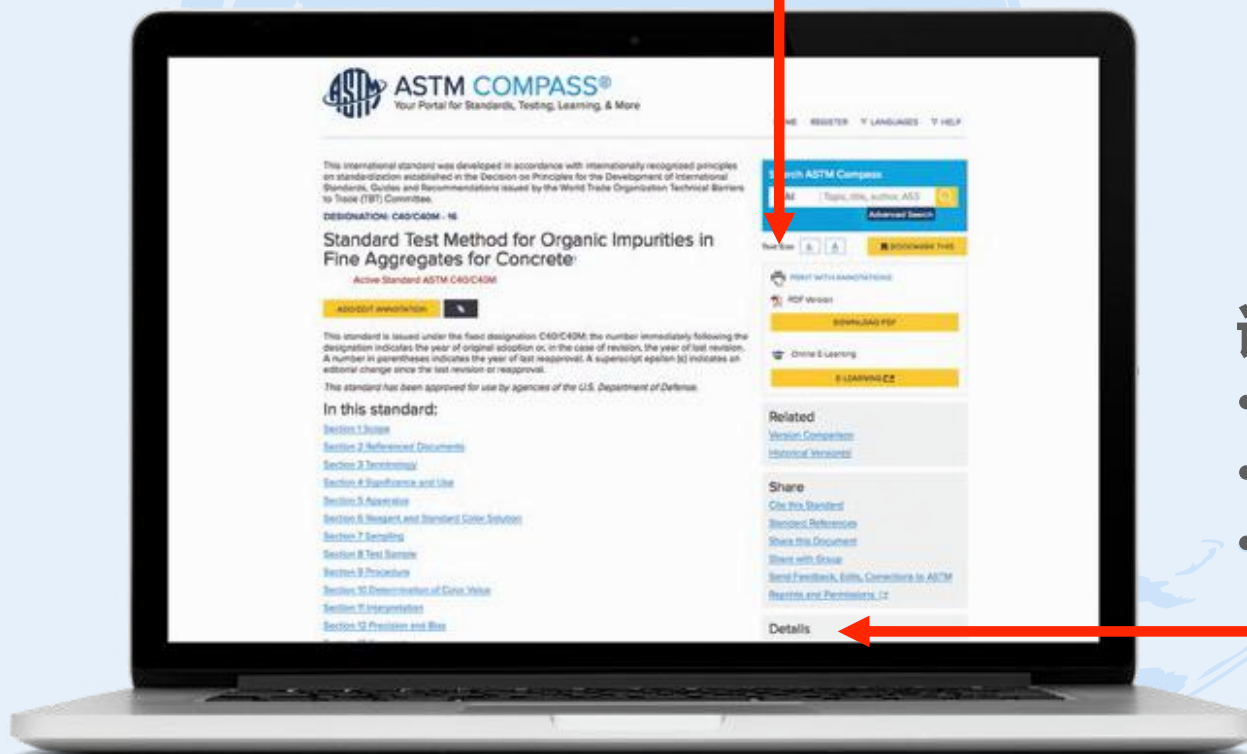 ASTM COMPASS®
Your Portal for Standards, Testing, Learning, & More
HOME REGISTER ∇ LANGUAGES ∇ HELP
This international standard was developed in accordance with internationally recognized principles
on standardization established in the Decision on Principles for the Development of International
Standards, Guides and Recommendations issued by the World Trade Organization Technical Barriers
to Trade (TBT) Committee.
DESIGNATION: C40/C40M - 16
Standard Test Method for Organic Impurities in
Fine Aggregates for Concrete
Active Standard ASTM C40/C40M
ADD/EDIT ANNOTATION
This standard is issued under the fixed designation C40/C40M; the number immediately following the
designation indicates the year of original adoption or, in the case of revision, the year of last revision.
A number in parentheses indicates the year of last reapproval. A superscript epsilon (ε) indicates an
editorial change since the last revision or reapproval.
This standard has been approved for use by agencies of the U.S. Department of Defense.
In this standard:
Section 1 Scope
Section 2 Referenced Documents
Section 3 Terminology
Section 4 Significance and Use
Section 5 Apparatus
Section 6 Reagent and Standard Color Solution
Section 7 Sampling
Section 8 Test Sample
Section 9 Procedure
Section 10 Determination of Color Value
Section 11 Interpretation
Section 12 Precision and Bias
Search ASTM Compass
All Topic, title, author, A53
Advanced Search
Text Size A A BOOKMARK THIS
PRINT WITH ANNOTATIONS
PDF Version
DOWNLOAD PDF
Online E-Learning
E-LEARNING
Related
Version Comparison
Historical Version(s)
Share
Cite this Standard
Standard References
Share this Document
Share with Group
Send Feedback, Edits, Corrections to ASTM
Reprints and Permissions
Details